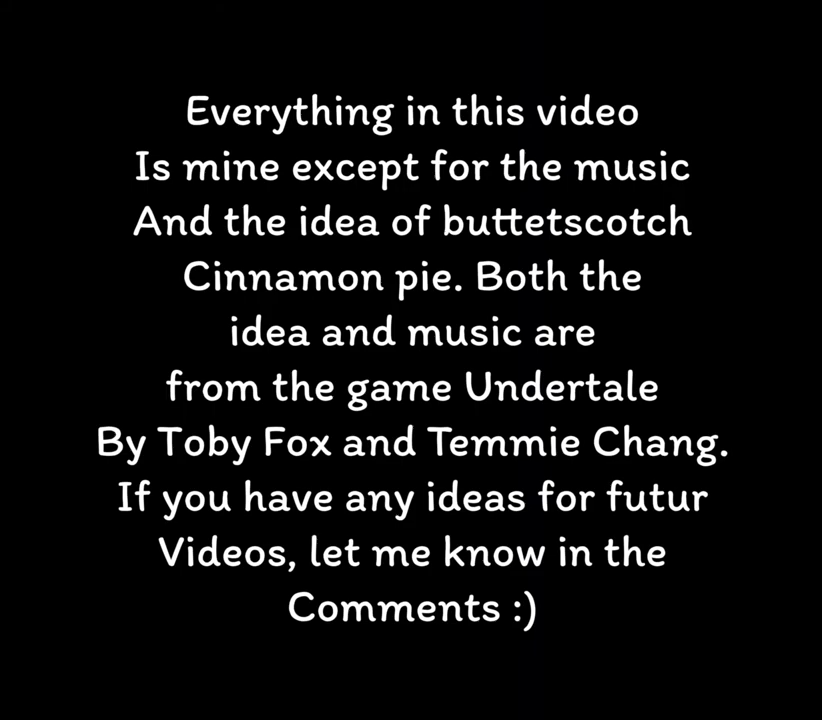 Everything in this video
Is mine except for the music
And the idea of buttetscotch
Cinnamon pie. Both the
idea and music are
from the game Undertale
By Toby Fox and Temmie Chang.
If you have any ideas for futur
Videos, let me know in the
Comments :)